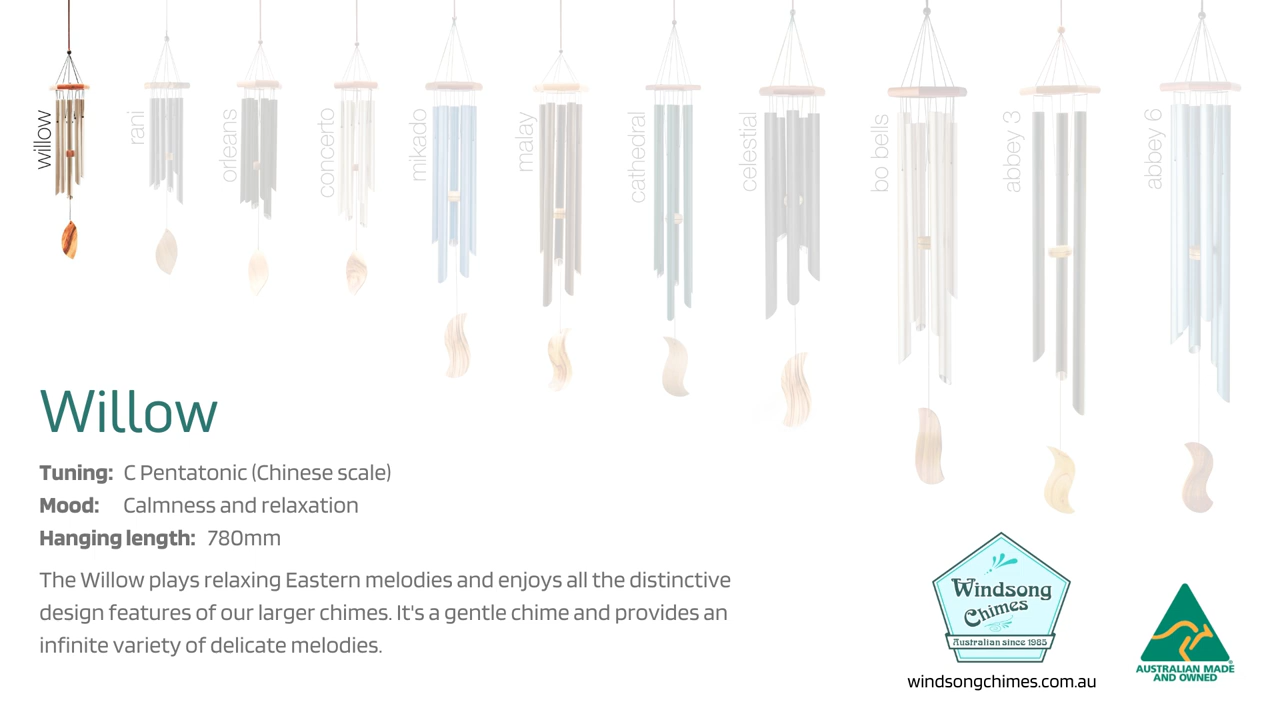 willow
rani
orleans
concerto
mikado
malay
cathedral
celestial
bo bells
abbey 3
abbey 6
Willow
Tuning: C Pentatonic (Chinese scale)
Mood: Calmness and relaxation
Hanging length: 780mm
The Willow plays relaxing Eastern melodies and enjoys all the distinctive
design features of our larger chimes. It's a gentle chime and provides an
infinite variety of delicate melodies.
Windsong
Chimes
Australian since 1985
windsongchimes.com.au
AUSTRALIAN MADE
AND OWNED